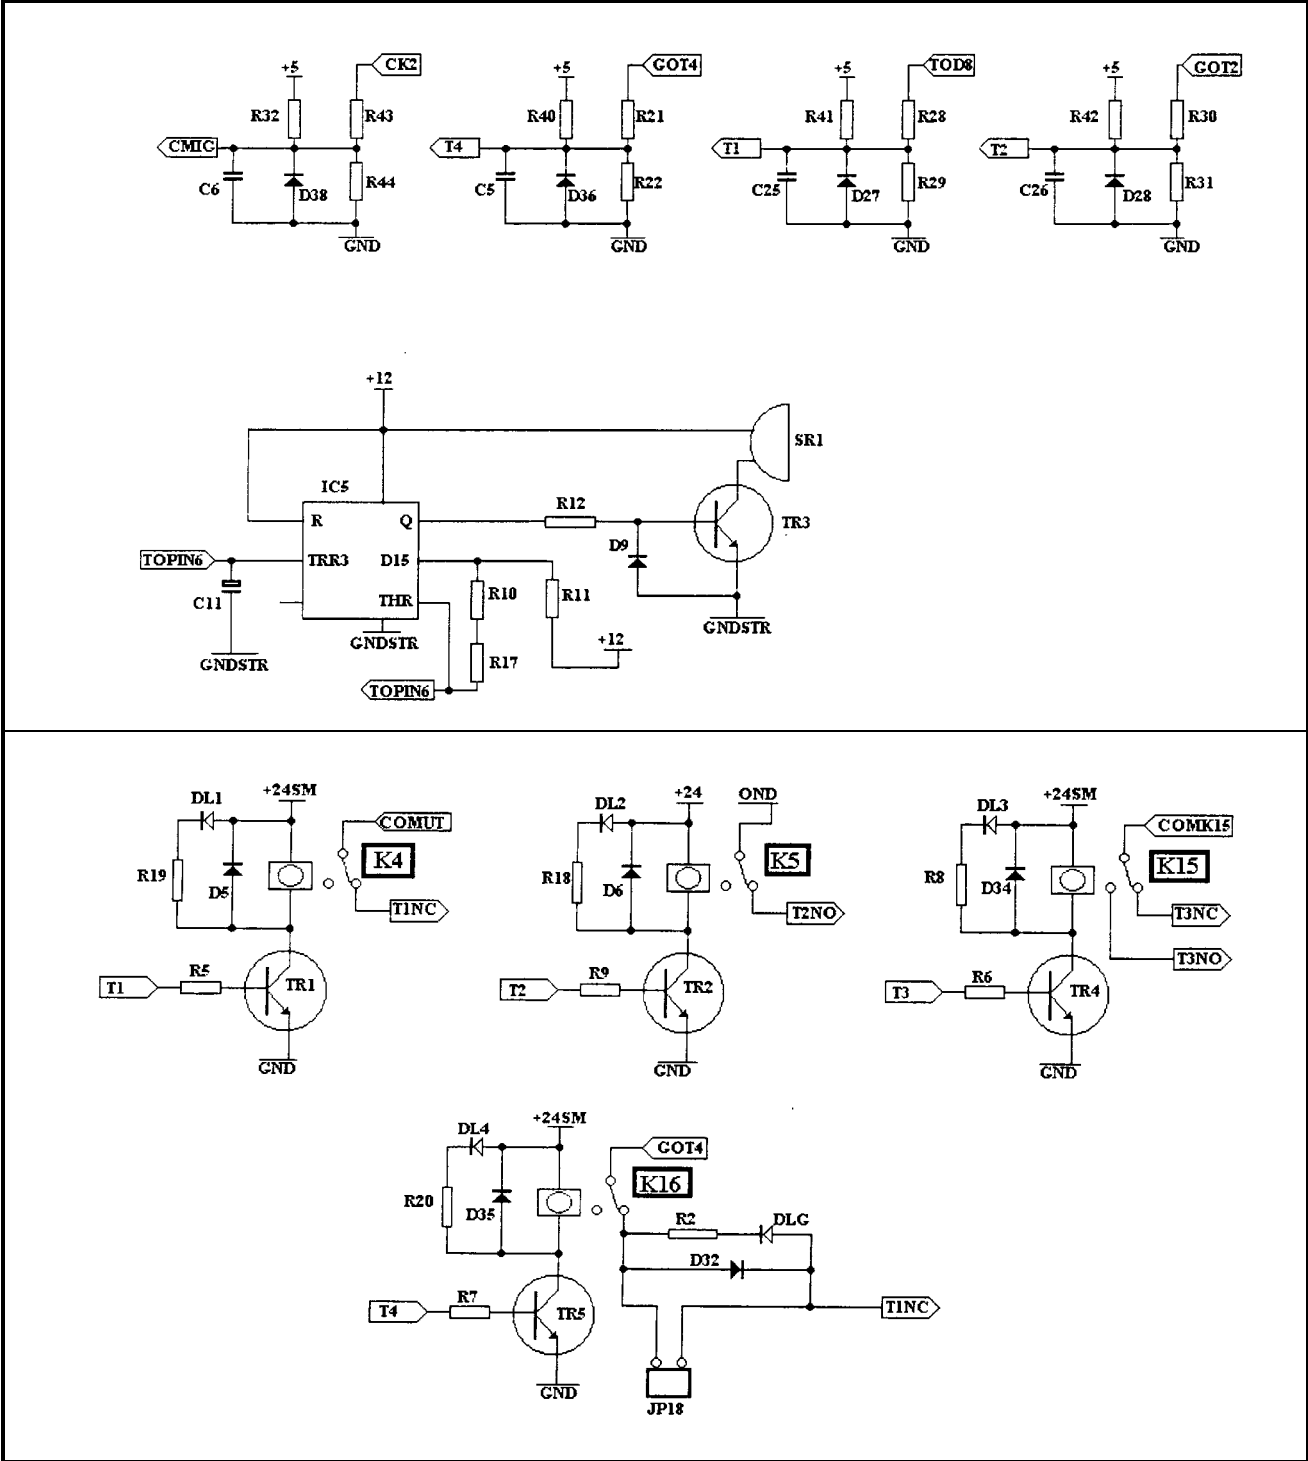 +5 CK2 +5 GOT4 +5 TOD8 +5 GOT2
R32 R43 R40 R21 R41 R28 R42 R30
CMIG T4 T1 T2
C6 D38 R44 C5 D36 R22 C25 D27 R29 C26 D28 R31
GND GND GND GND
+12
SR1
IC5
R Q R12 TR3
D9
TOPIN6 TRR3 D15
C11 THR R10 R11
GNDSTR GNDSTR
+12
GNDSTR R17
TOPIN6
DL1 +24SM DL2 +24 OND DL3 +24SM
COMUT COMK15
K4 K5 K15
R19 D5 R18 D6 R8 D34
T1NC T2NO T3NC
T3NO
R5 R9 R6
T1 TR1 T2 TR2 T3 TR4
GND GND GND
DL4 +24SM
GOT4
K16
R20 D35
R2 DLG
D32
R7
T4 TR5 T1NC
GND
JP18